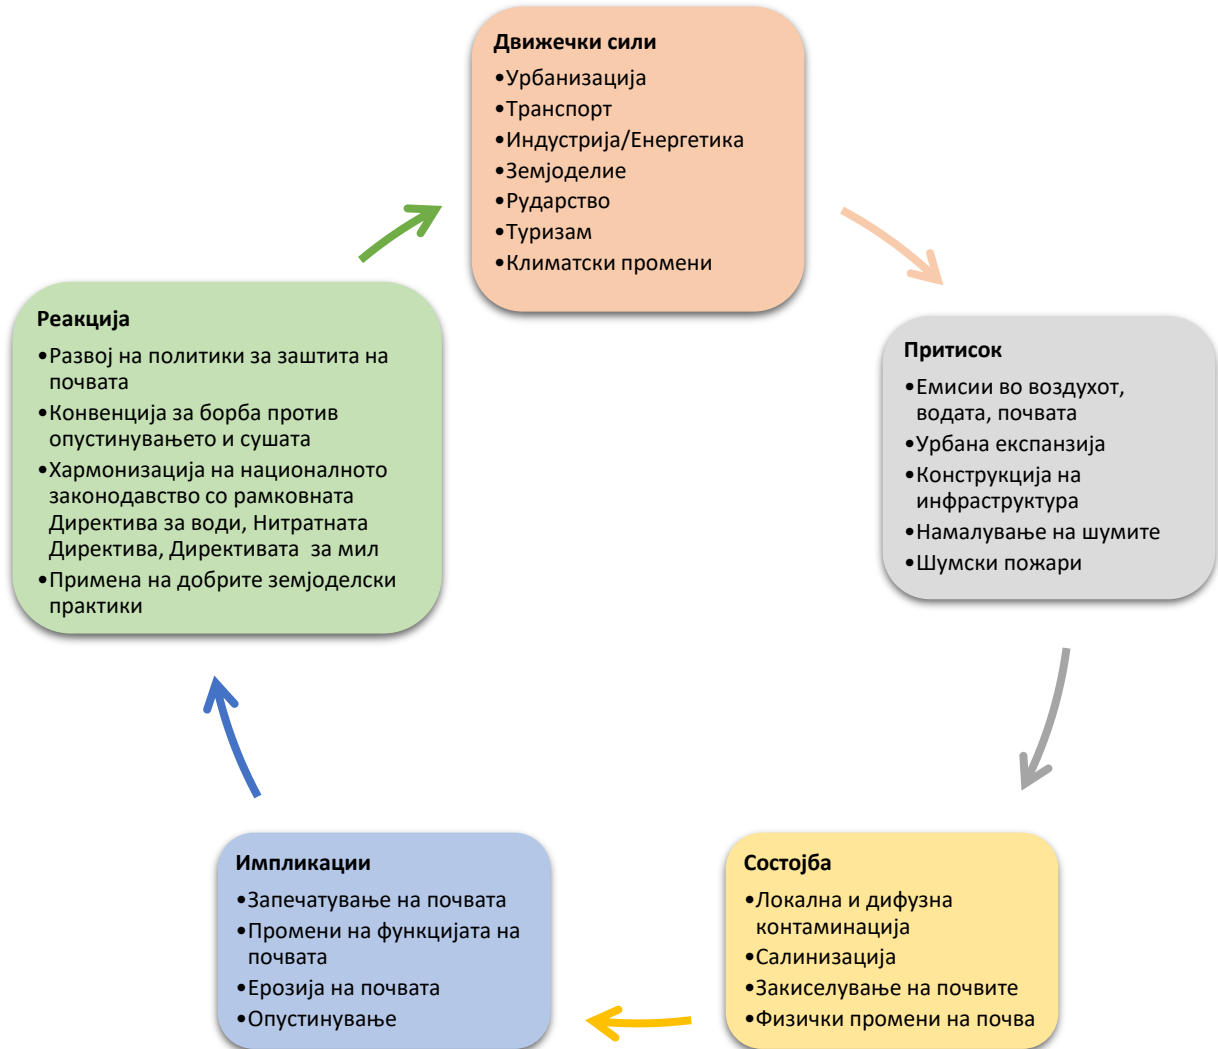 Движечки сили
•Урбанизација
•Транспорт
•Индустрија/Енергетика
•Земјоделие
•Рударство
•Туризам
•Климатски промени
Притисок
•Емисии во воздухот,
водата, почвата
•Урбана експанзија
•Конструкција на
инфраструктура
•Намалување на шумите
•Шумски пожари
Состојба
•Локална и дифузна
контаминација
•Салинизација
•Закиселување на почвите
•Физички промени на почва
Импликации
•Запечатување на почвата
•Промени на функцијата на
почвата
•Ерозија на почвата
•Опустинување
Реакција
•Развој на политики за заштита на
почвата
•Конвенција за борба против
опустинувањето и сушата
•Хармонизација на националното
законодавство со рамковната
Директива за води, Нитратната
Директива, Директивата за мил
•Примена на добрите земјоделски
практики